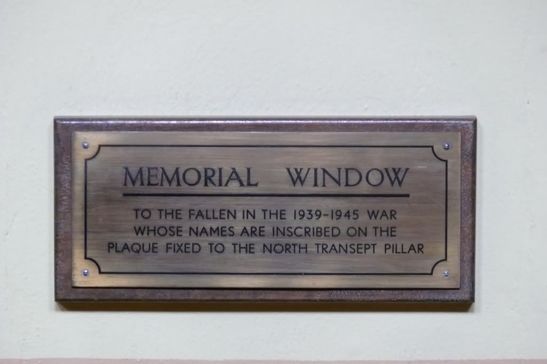 MEMORIAL WINDOW
TO THE FALLEN IN THE 1939-1945 WAR
WHOSE NAMES ARE INSCRIBED ON THE
PLAQUE FIXED TO THE NORTH TRANSEPT PILLAR